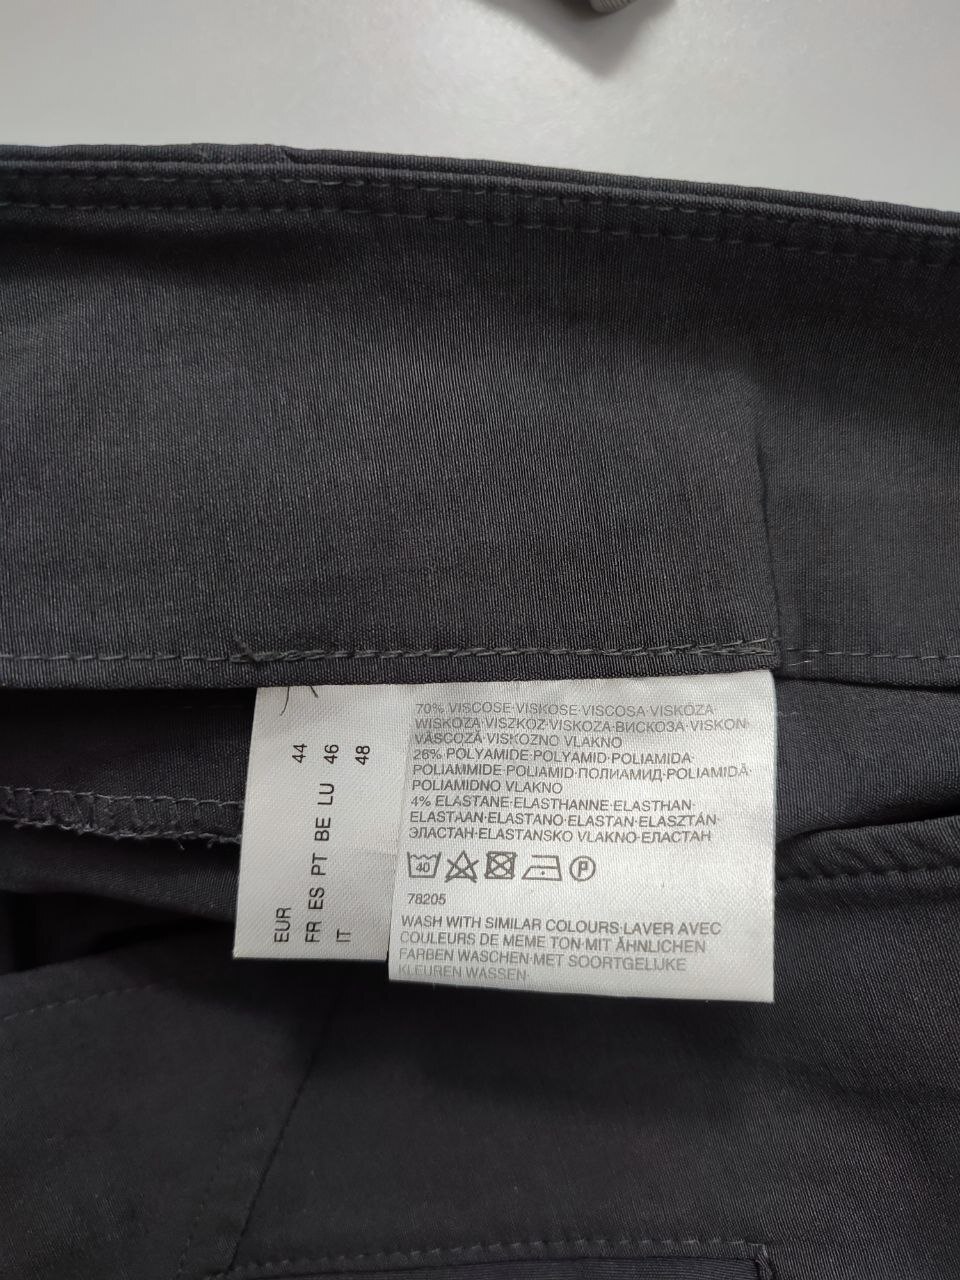 EUR 44
FR ES PT BE LU 46
IT 48
70% VISCOSE·VISKOSE·VISCOSA·VISKÓZA·
WISKOZA·VISZKÓZ·VISKOZA·ВИСКОЗА·VISKON·
VÂSCOZĂ·VISKOZNO VLAKNO
26% POLYAMIDE·POLYAMID·POLIAMIDA·
POLIAMMIDE·POLIAMID·ПОЛИАМИД·POLIAMIDĂ·
POLIAMIDNO VLAKNO
4% ELASTANE·ELASTHANNE·ELASTHAN·
ELASTAAN·ELASTANO·ELASTAN·ELASZTÁN·
ЭЛАСТАН·ELASTANSKO VLAKNO·ЕЛАСТАН
40 P
78205
WASH WITH SIMILAR COLOURS·LAVER AVEC
COULEURS DE MEME TON·MIT ÄHNLICHEN
FARBEN WASCHEN·MET SOORTGELIJKE
KLEUREN WASSEN·